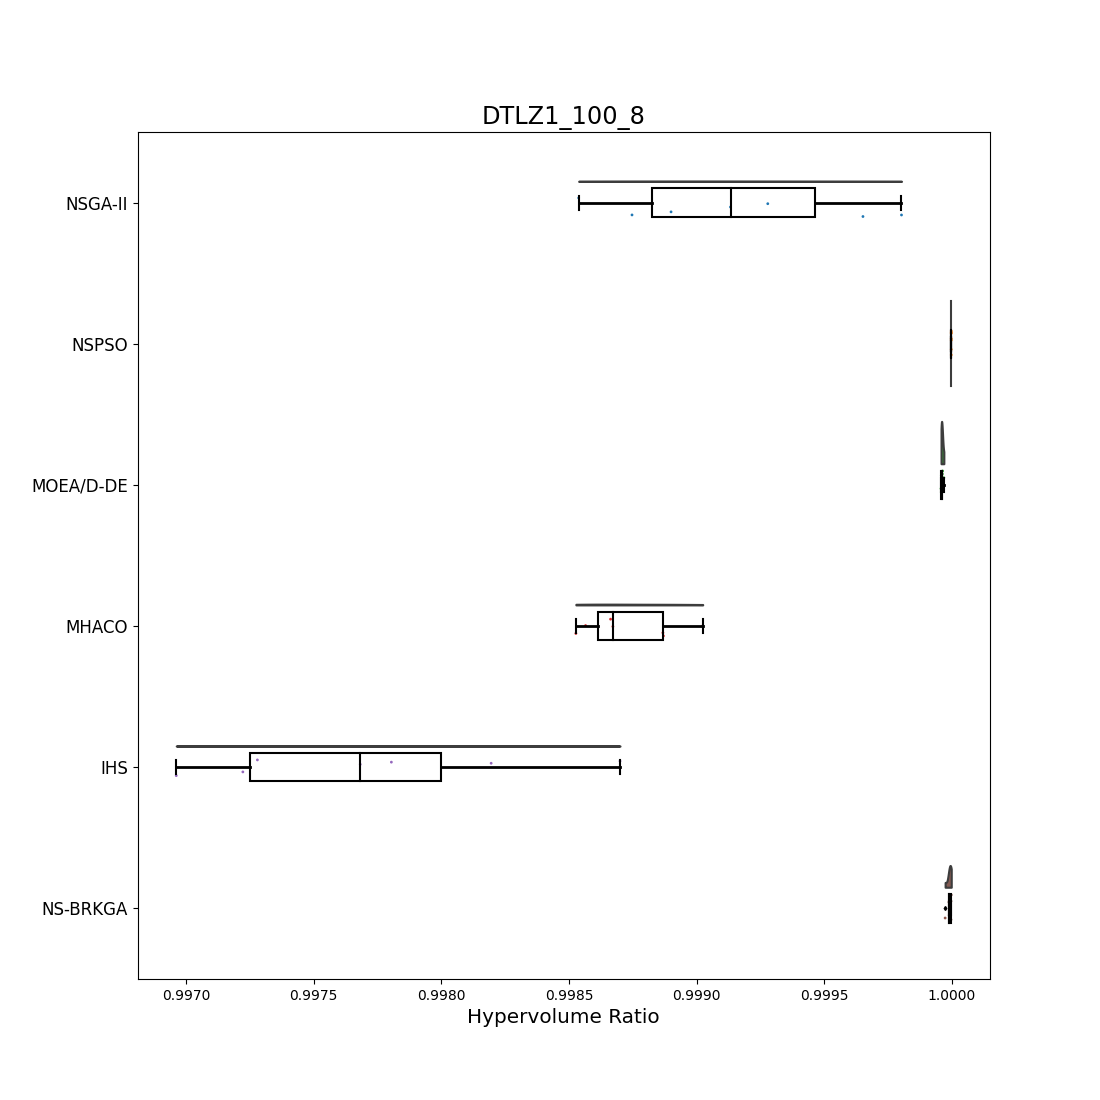 DTLZ1_100_8
NSGA-II
NSPSO
MOEA/D-DE
MHACO
IHS
NS-BRKGA
0.9970 0.9975 0.9980 0.9985 0.9990 0.9995 1.0000
Hypervolume Ratio